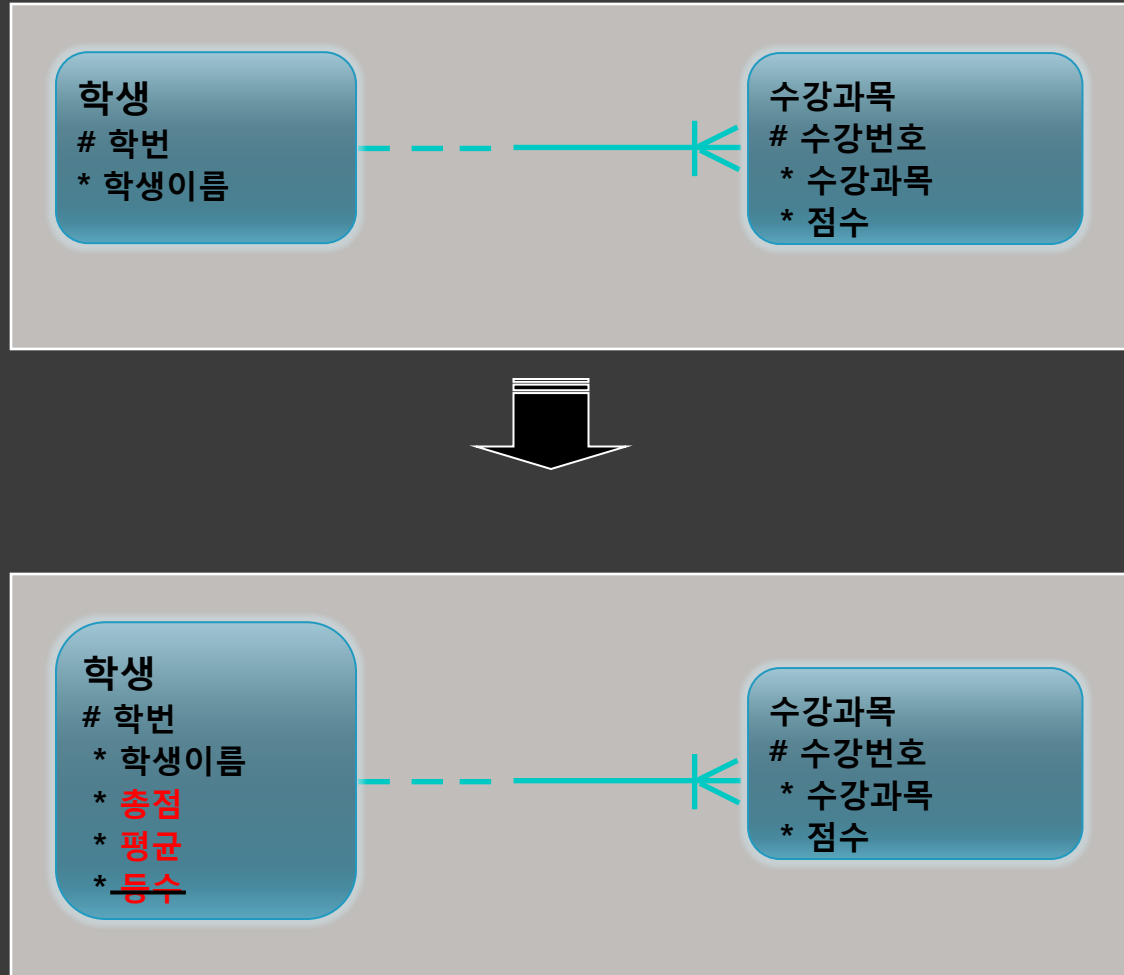 학생
# 학번
* 학생이름
수강과목
# 수강번호
* 수강과목
* 점수
학생
# 학번
* 학생이름
* 총점
* 평균
* 등수
수강과목
# 수강번호
* 수강과목
* 점수